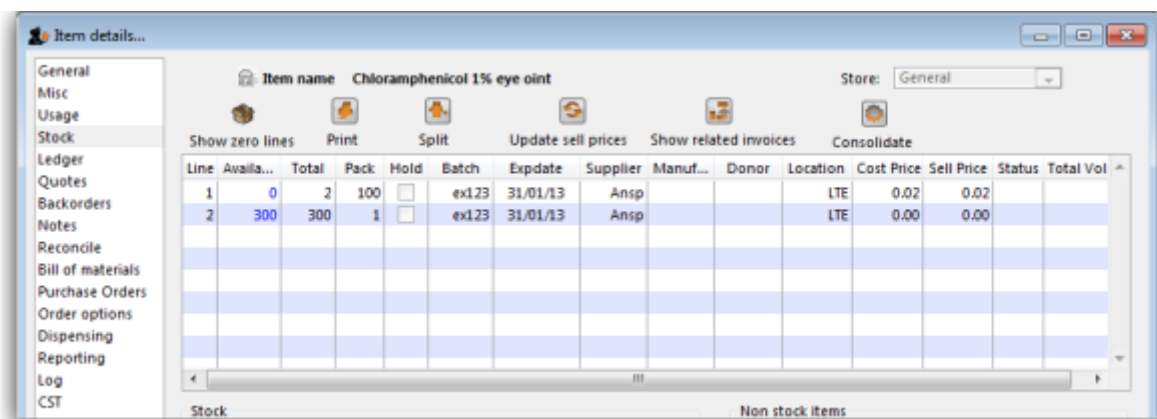 Item details...
General
Misc
Usage
Stock
Ledger
Quotes
Backorders
Notes
Reconcile
Bill of materials
Purchase Orders
Order options
Dispensing
Reporting
Log
CST
Item name Chloramphenicol 1% eye oint
Store: General
Show zero lines Print Split Update sell prices Show related invoices Consolidate
Line Availa... Total Pack Hold Batch Expdate Supplier Manuf... Donor Location Cost Price Sell Price Status Total Vol
1 0 2 100 ex123 31/01/13 Ansp LTE 0.02 0.02
2 300 300 1 ex123 31/01/13 Ansp LTE 0.00 0.00
Stock Non stock items